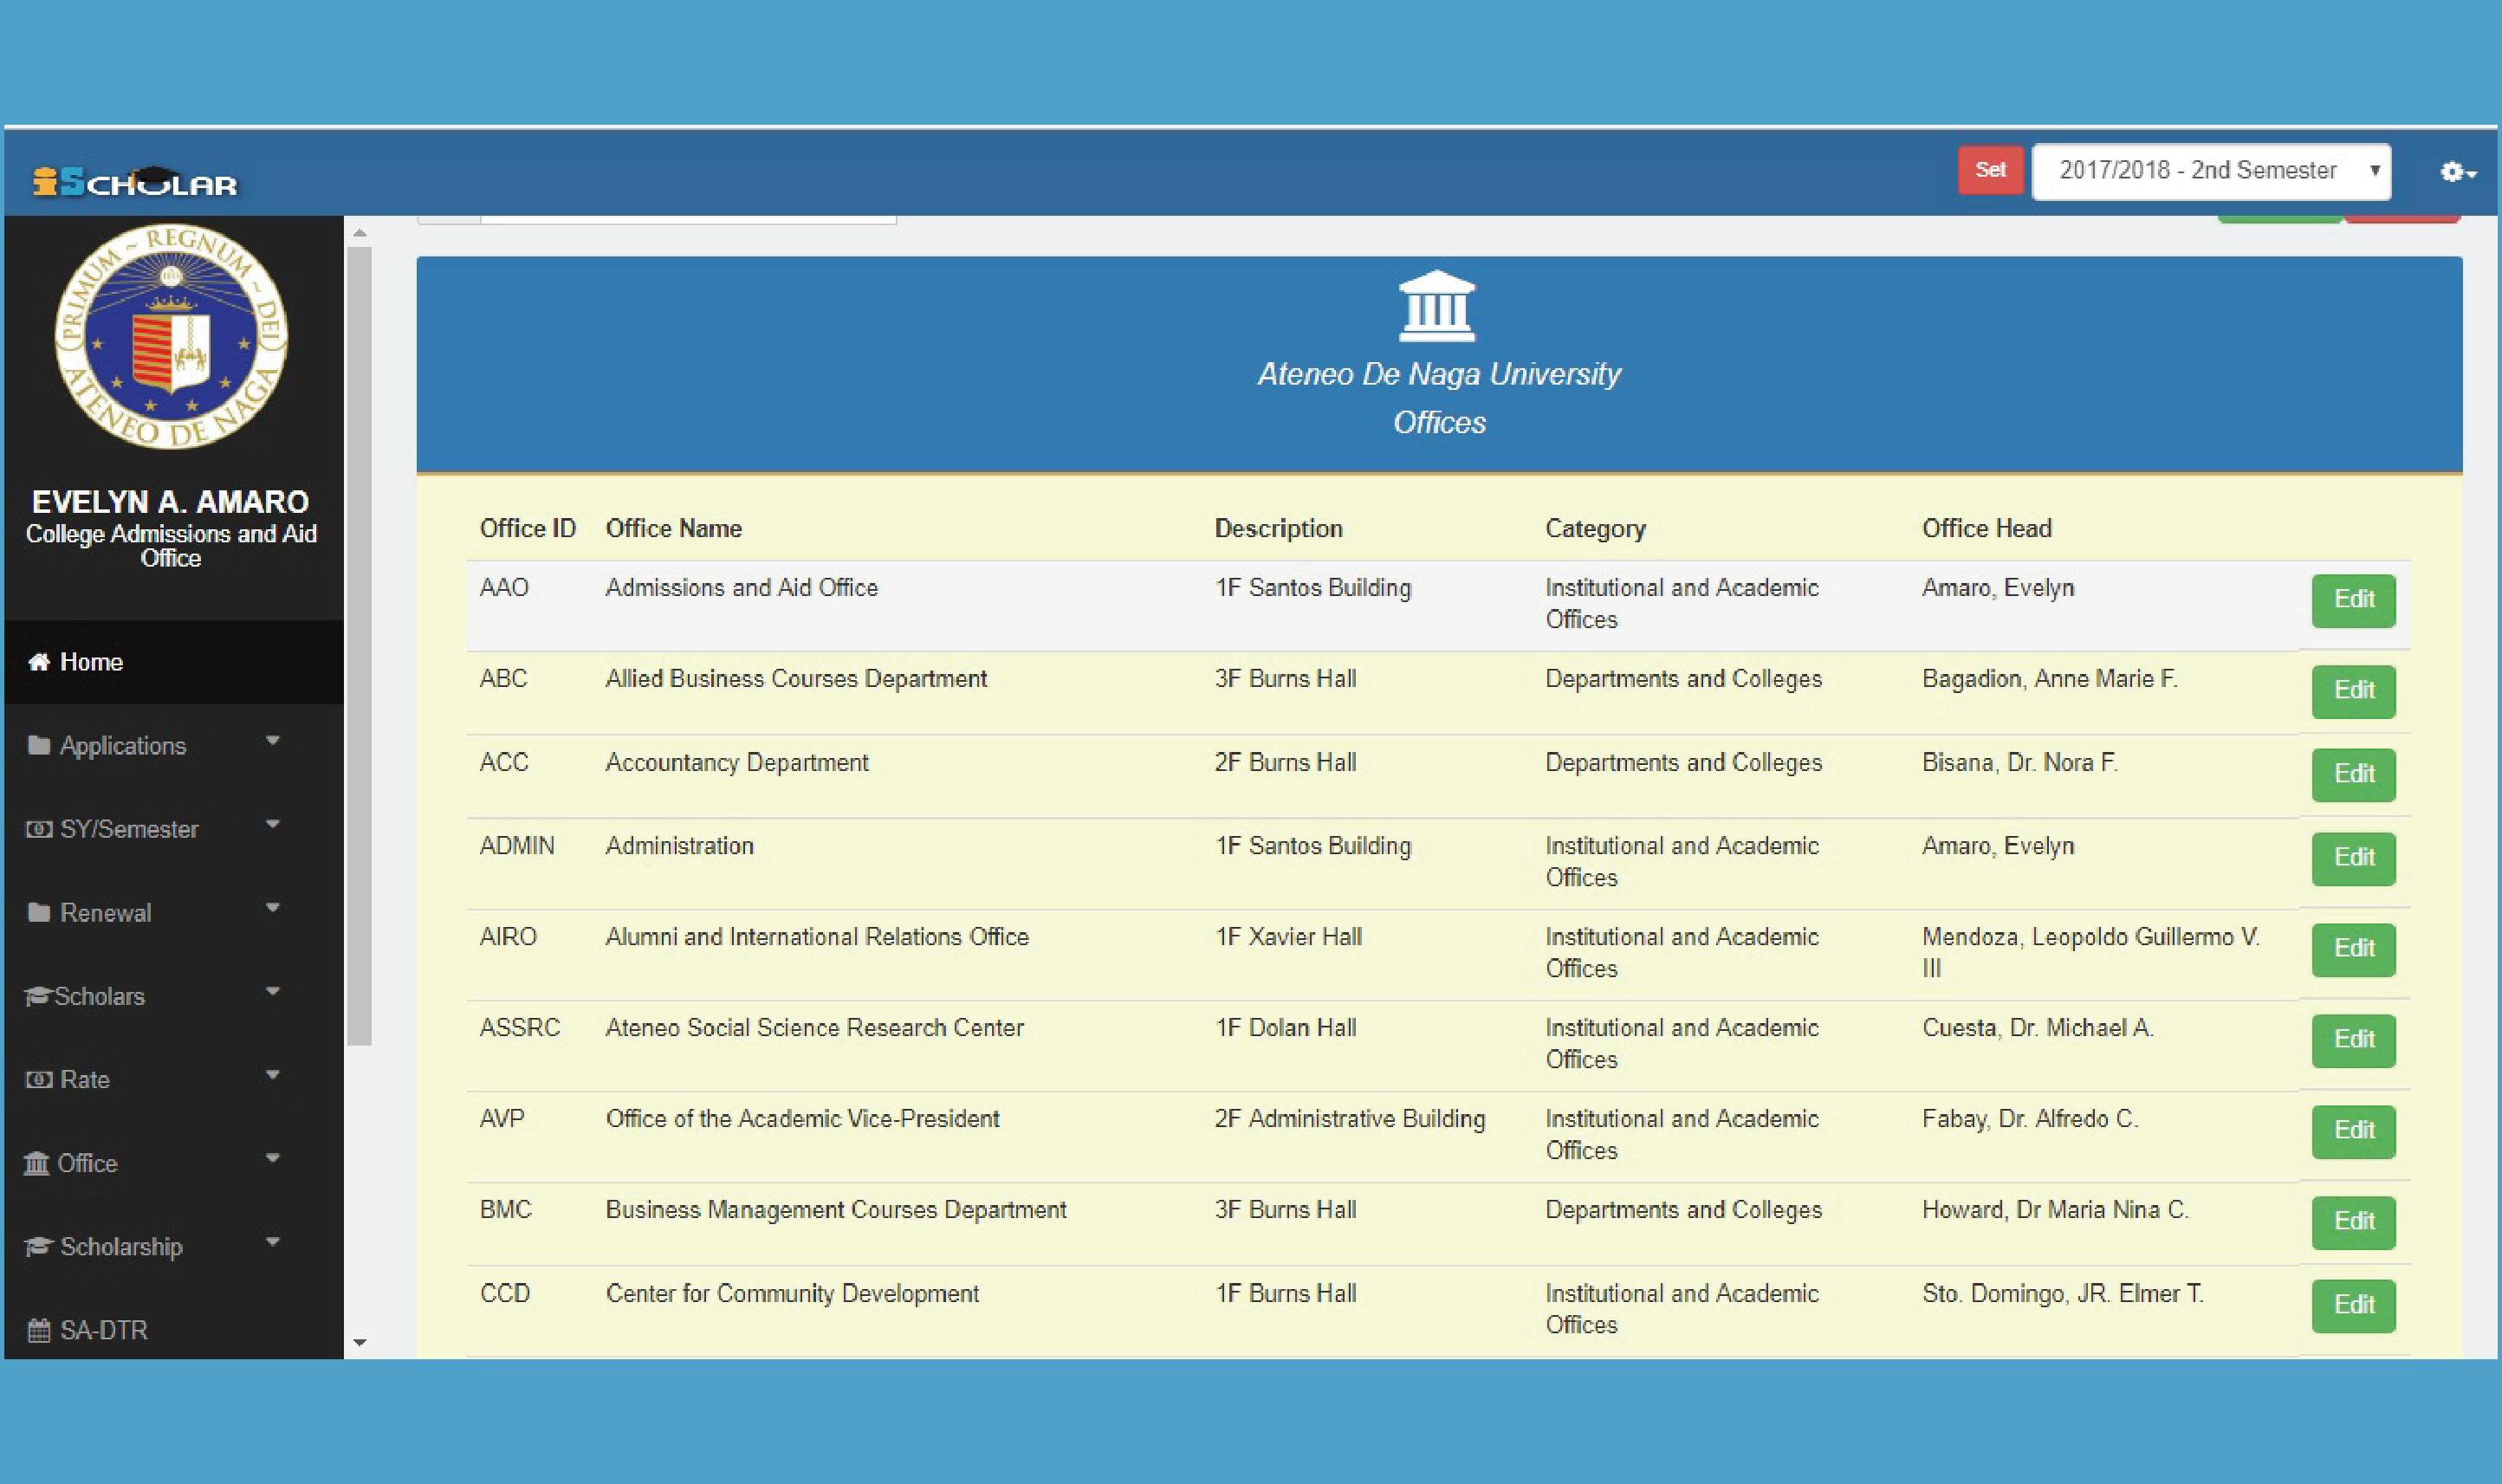 iSCHOLAR
Set 2017/2018 - 2nd Semester
PRIMUM ~ REGNUM ~ DEI
ATENEO DE NAGA
EVELYN A. AMARO
College Admissions and Aid
Office
Home
Applications
SY/Semester
Renewal
Scholars
Rate
Office
Scholarship
SA-DTR
Ateneo De Naga University
Offices
Office ID Office Name Description Category Office Head
AAO Admissions and Aid Office 1F Santos Building Institutional and Academic Amaro, Evelyn Edit
Offices
ABC Allied Business Courses Department 3F Burns Hall Departments and Colleges Bagadion, Anne Marie F. Edit
ACC Accountancy Department 2F Burns Hall Departments and Colleges Bisana, Dr. Nora F. Edit
ADMIN Administration 1F Santos Building Institutional and Academic Amaro, Evelyn Edit
Offices
AIRO Alumni and International Relations Office 1F Xavier Hall Institutional and Academic Mendoza, Leopoldo Guillermo V. Edit
Offices III
ASSRC Ateneo Social Science Research Center 1F Dolan Hall Institutional and Academic Cuesta, Dr. Michael A. Edit
Offices
AVP Office of the Academic Vice-President 2F Administrative Building Institutional and Academic Fabay, Dr. Alfredo C. Edit
Offices
BMC Business Management Courses Department 3F Burns Hall Departments and Colleges Howard, Dr Maria Nina C. Edit
CCD Center for Community Development 1F Burns Hall Institutional and Academic Sto. Domingo, JR. Elmer T. Edit
Offices